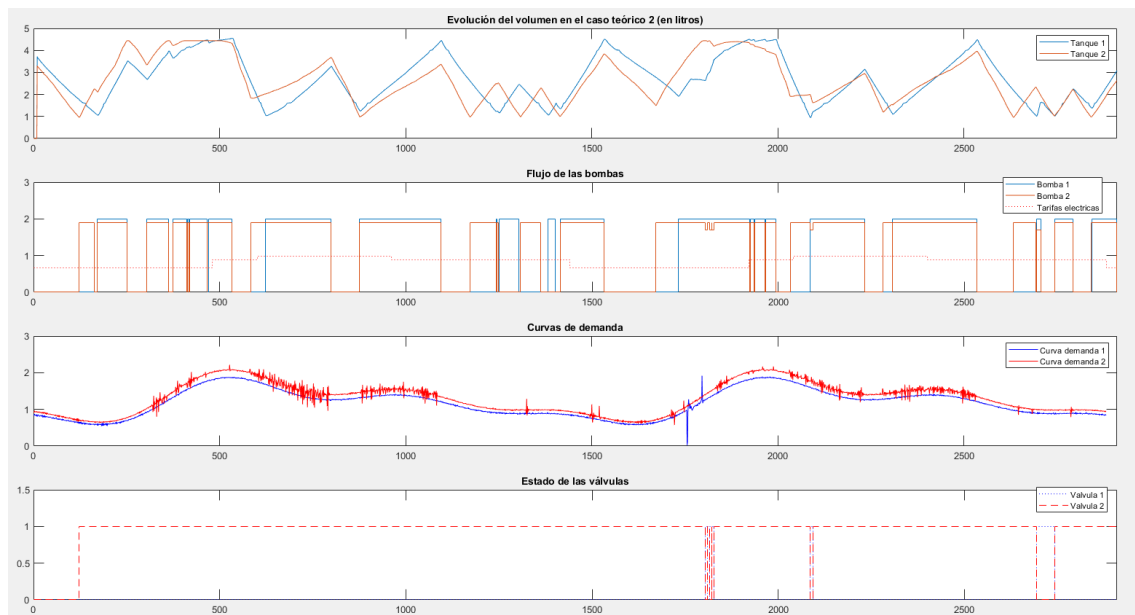 Evolución del volumen en el caso teórico 2 (en litros)
5
4
3
2
1
0
Tanque 1
Tanque 2
0 500 1000 1500 2000 2500
Flujo de las bombas
3
2
1
0
Bomba 1
Bomba 2
Tarifas electricas
0 500 1000 1500 2000 2500
Curvas de demanda
3
2
1
0
Curva demanda 1
Curva demanda 2
0 500 1000 1500 2000 2500
Estado de las válvulas
1.5
1
0.5
0
Valvula 1
Valvula 2
0 500 1000 1500 2000 2500